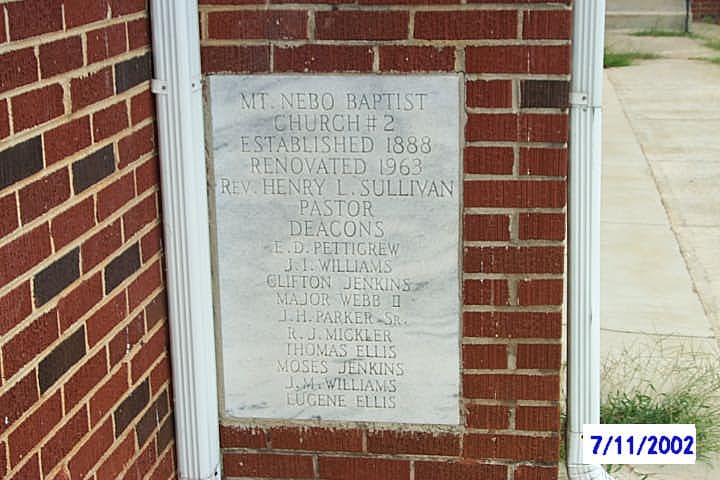 MT. NEBO BAPTIST
CHURCH #2
ESTABLISHED 1888
RENOVATED 1963
REV. HENRY L. SULLIVAN
PASTOR
DEACONS
E. D. PETTIGREW
J. I. WILLIAMS
CLIFTON JENKINS
MAJOR WEBB II
J. H. PARKER SR.
R. J. MICKLER
THOMAS ELLIS
MOSES JENKINS
J. M. WILLIAMS
EUGENE ELLIS
7/11/2002